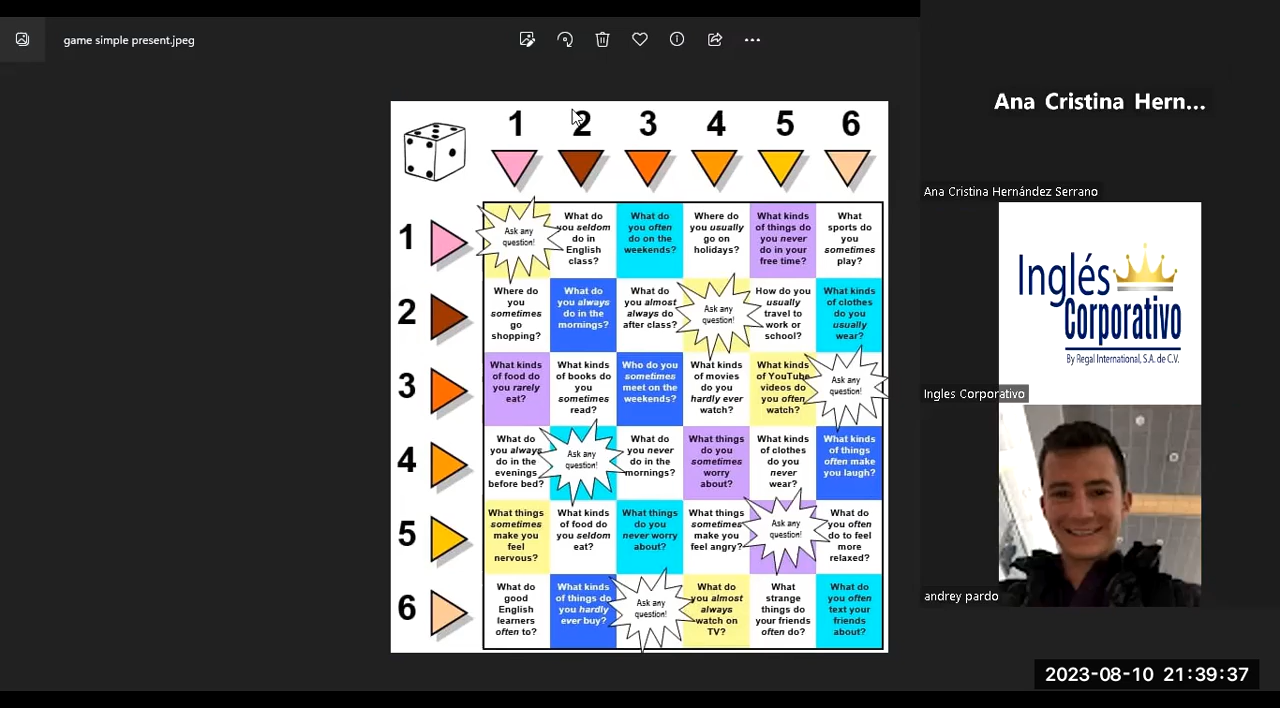 game simple present.jpeg
Ana Cristina Hern...
Ana Cristina Hernández Serrano
1 2 3 4 5 6
1
Ask any
question!
What do
you seldom
do in
English
class?
What do
you often
do on the
weekends?
Where do
you usually
go on
holidays?
What kinds
of things do
you never
do in your
free time?
What
sports do
you
sometimes
play?
2
Where do
you
sometimes
go
shopping?
What do
you always
do in the
mornings?
What do
you almost
always do
after class?
Ask any
question!
How do you
usually
travel to
work or
school?
What kinds
of clothes
do you
usually
wear?
3
What kinds
of food do
you rarely
eat?
What kinds
of books do
you
sometimes
read?
Who do you
sometimes
meet on the
weekends?
What kinds
of movies
do you
hardly ever
watch?
What kinds
of YouTube
videos do
you often
watch?
Ask any
question!
4
What do
you always
do in the
evenings
before bed?
Ask any
question!
What do
you never
do in the
mornings?
What things
do you
sometimes
worry
about?
What kinds
of clothes
do you
never
wear?
What kinds
of things
often make
you laugh?
5
What things
sometimes
make you
feel
nervous?
What kinds
of food do
you seldom
eat?
What things
do you
never worry
about?
What things
sometimes
make you
feel angry?
Ask any
question!
What do
you often
do to feel
more
relaxed?
6
What do
good
English
learners
often to?
What kinds
of things do
you hardly
ever buy?
Ask any
question!
What do
you almost
always
watch on
TV?
What
strange
things do
your friends
often do?
What do
you often
text your
friends
about?
Inglés
Corporativo
By Regal International, S.A. de C.V.
Ingles Corporativo
andrey pardo
2023-08-10 21:39:37